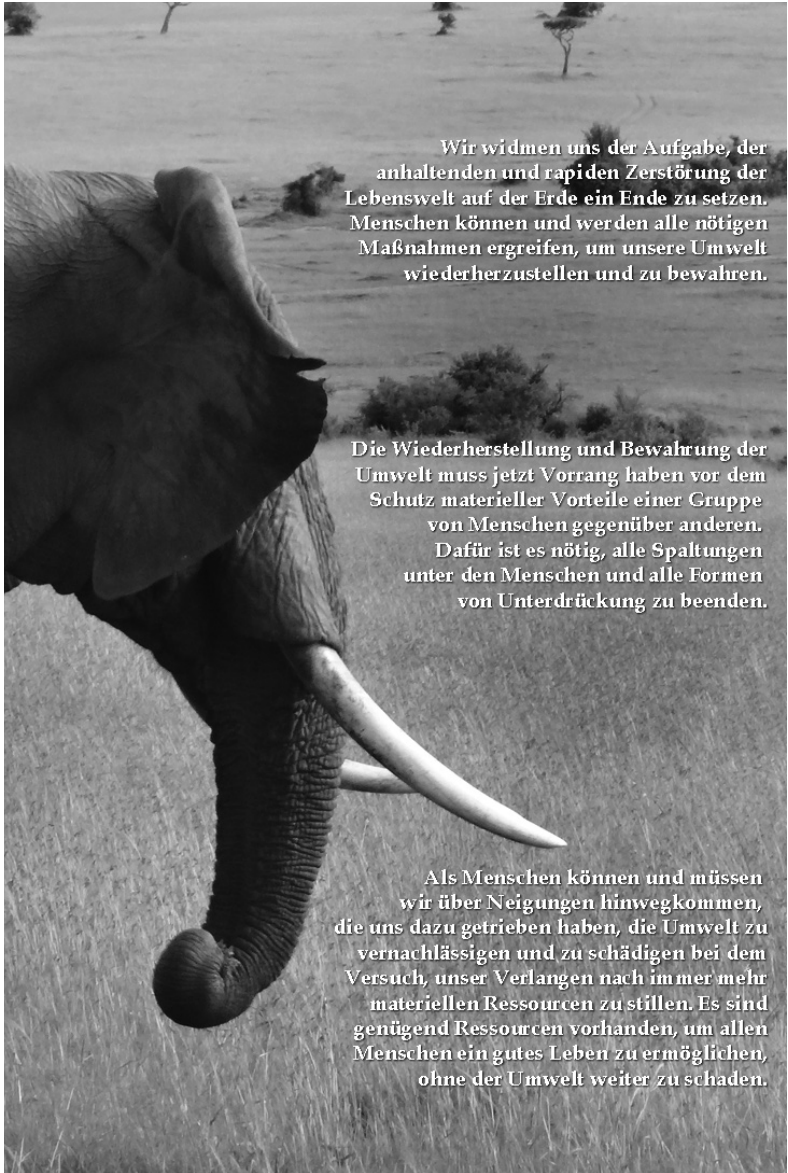 Wir widmen uns der Aufgabe, der
anhaltenden und rapiden Zerstörung der
Lebenswelt auf der Erde ein Ende zu setzen.
Menschen können und werden alle nötigen
Maßnahmen ergreifen, um unsere Umwelt
wiederherzustellen und zu bewahren.
Die Wiederherstellung und Bewahrung der
Umwelt muss jetzt Vorrang haben vor dem
Schutz materieller Vorteile einer Gruppe
von Menschen gegenüber anderen.
Dafür ist es nötig, alle Spaltungen
unter den Menschen und alle Formen
von Unterdrückung zu beenden.
Als Menschen können und müssen
wir über Neigungen hinwegkommen,
die uns dazu getrieben haben, die Umwelt zu
vernachlässigen und zu schädigen bei dem
Versuch, unser Verlangen nach immer mehr
materiellen Ressourcen zu stillen. Es sind
genügend Ressourcen vorhanden, um allen
Menschen ein gutes Leben zu ermöglichen,
ohne der Umwelt weiter zu schaden.